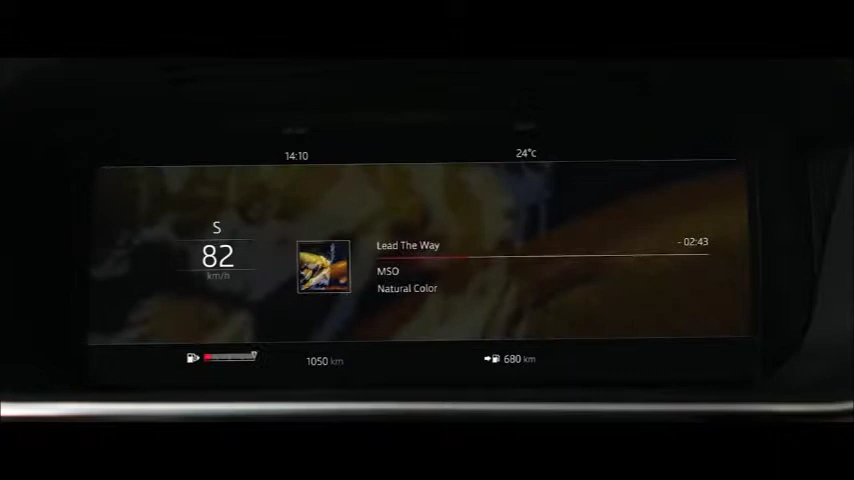 14:10
24°C
S
82
km/h
Lead The Way
- 02:43
MSO
Natural Color
1050 km
680 km